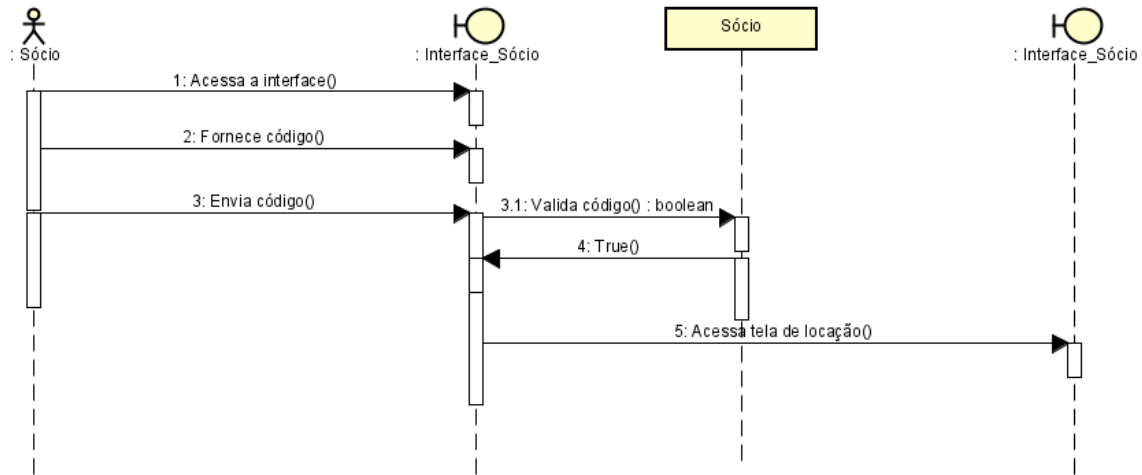 Sócio
: Sócio
: Interface_Sócio
: Interface_Sócio
1: Acessa a interface()
2: Fornece código()
3: Envia código()
3.1: Valida código() : boolean
4: True()
5: Acessa tela de locação()